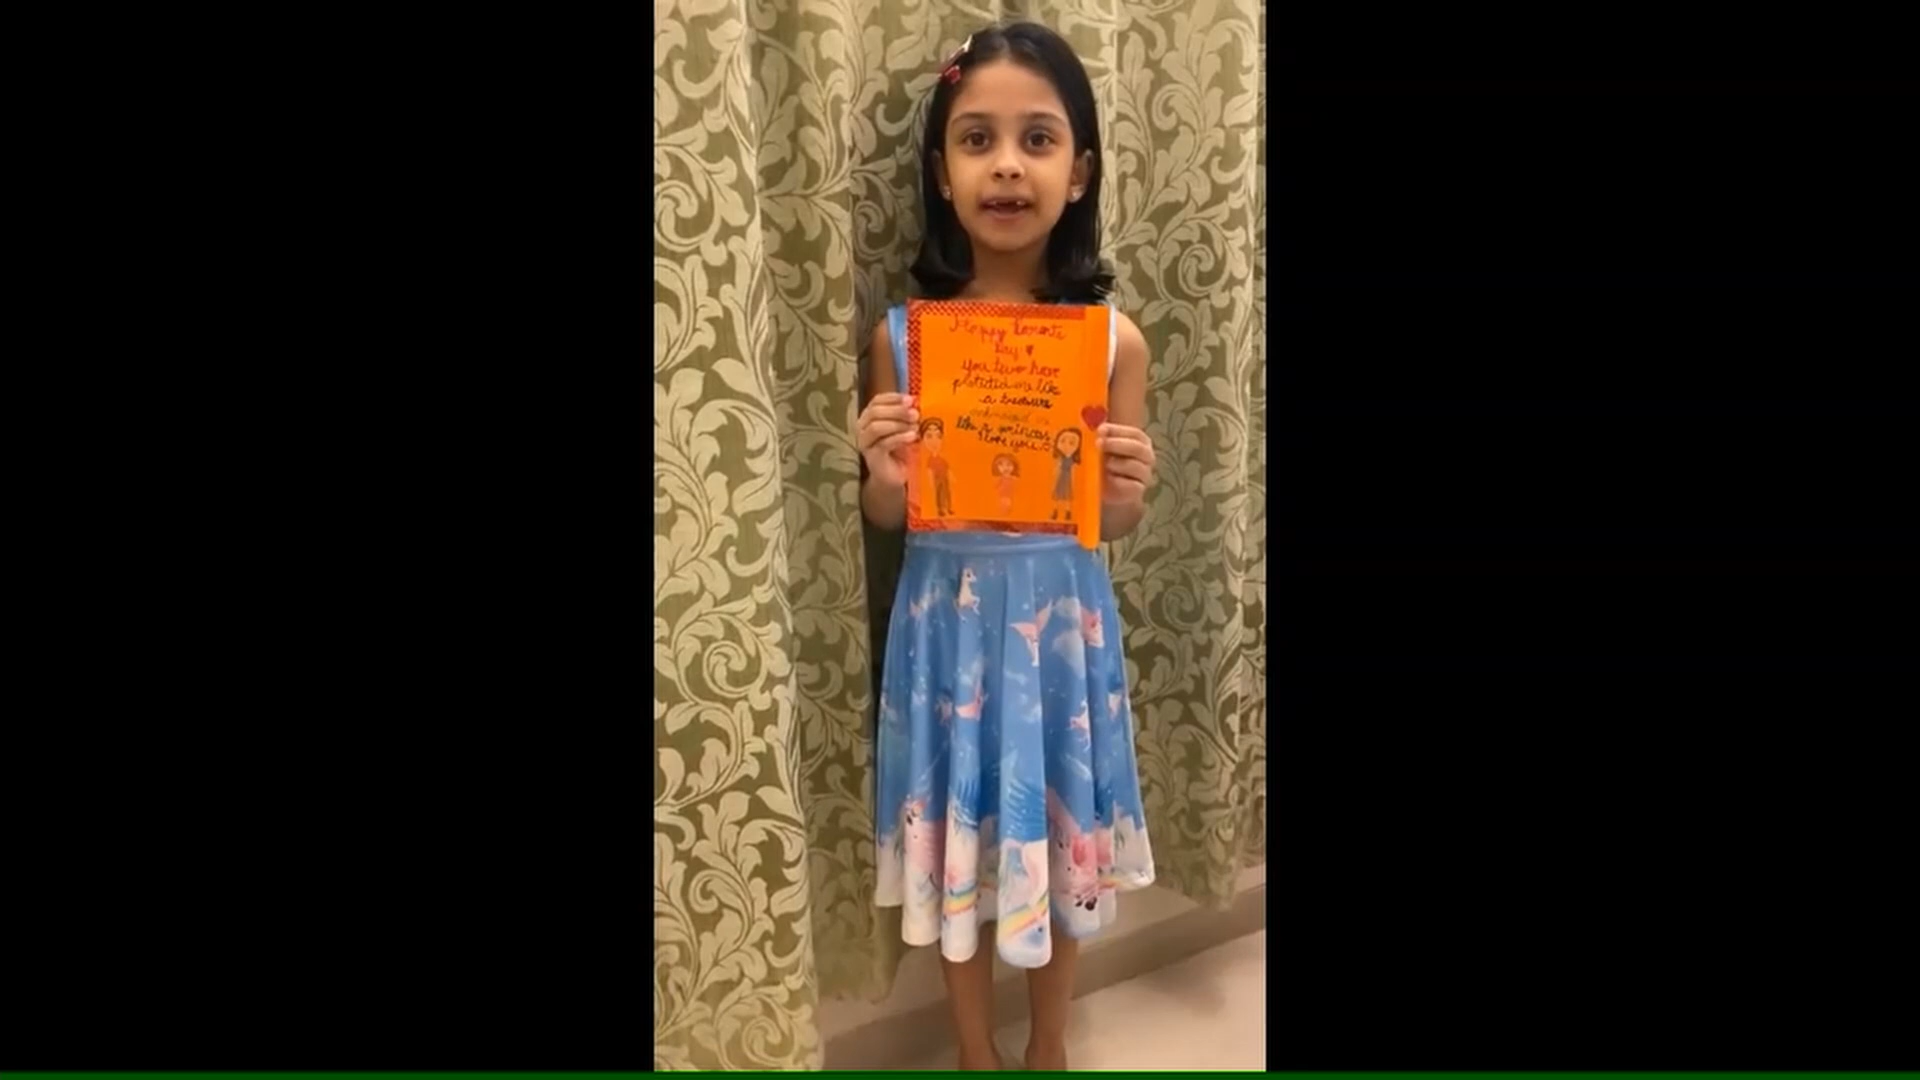 Happy Parents
Day
You two have
protected me like
a treasure
like a princess
I love you